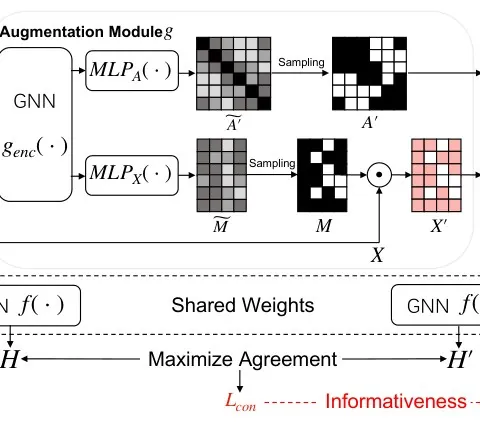 Augmentation Module g
GNN
g_enc(·)
MLP_A(·)
Ã'
Sampling
A'
MLP_X(·)
M̃
Sampling
M
X'
X
N f(·)
Shared Weights
GNN f(
H
Maximize Agreement
H'
L_con
Informativeness